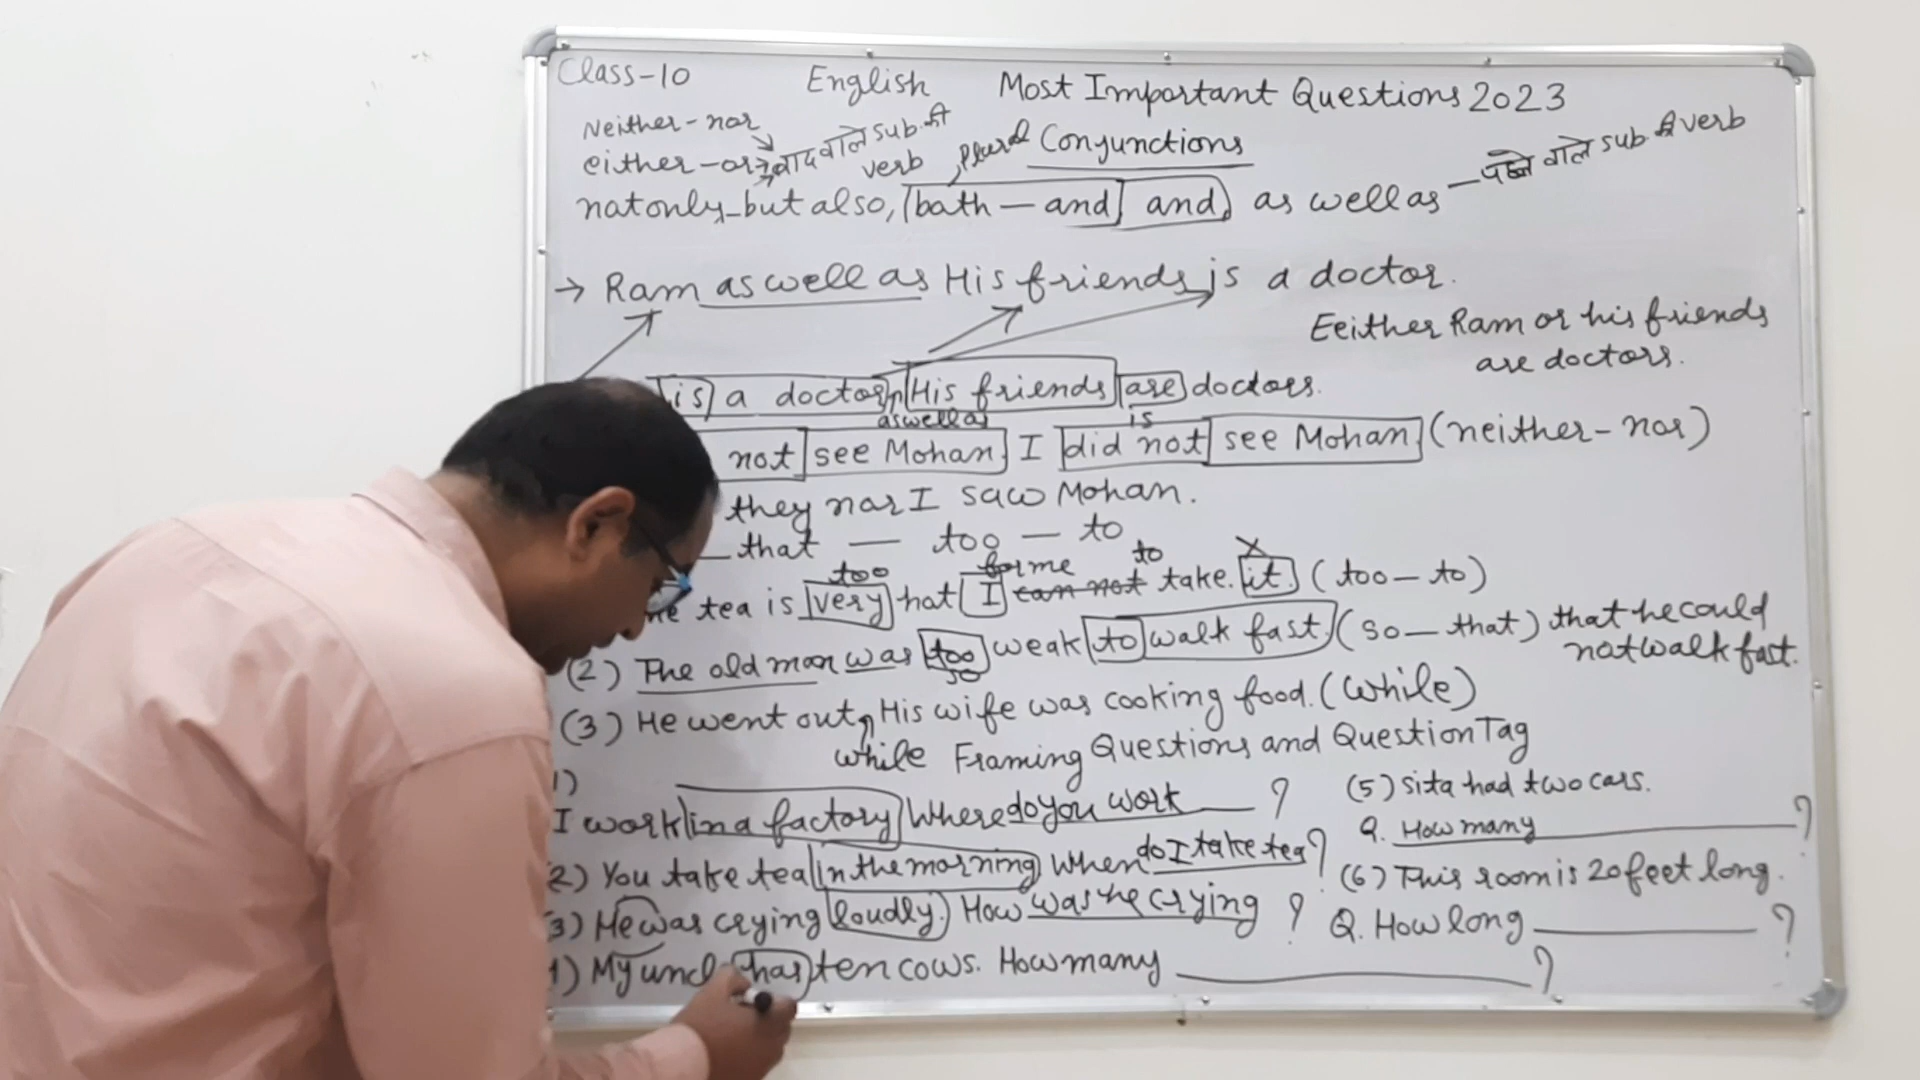 Class-10 English Most Important Questions 2023
Neither-nor
either-or → बाद वाले sub. की verb , plural Conjunctions
natonly-but also, bath — and and, as well as — पहले वाले sub. की verb
→ Ram as well as His friends is a doctor.
Eeither Ram or his friends
are doctors.
is a doctor, His friends are doctors.
as well as is
not see Mohan. I did not see Mohan. (neither-nor)
they nor I saw Mohan.
that — too — to
too forme to x
tea is very hot I can not take. it. (too-to)
(2) The old man was too weak to walk fast. (so-that) that he could
so not walk fast.
(3) He went out, His wife was cooking food. (while)
while Framing Questions and Question Tag
1)
I work in a factory Where do you work ?
(5) Sita had two cars.
Q. How many ?
2) You take tea in the morning When do I take tea?
(6) This room is 20 feet long.
3) He was crying loudly. How was he crying ?
Q. How long ?
My uncle has ten cows. How many ?